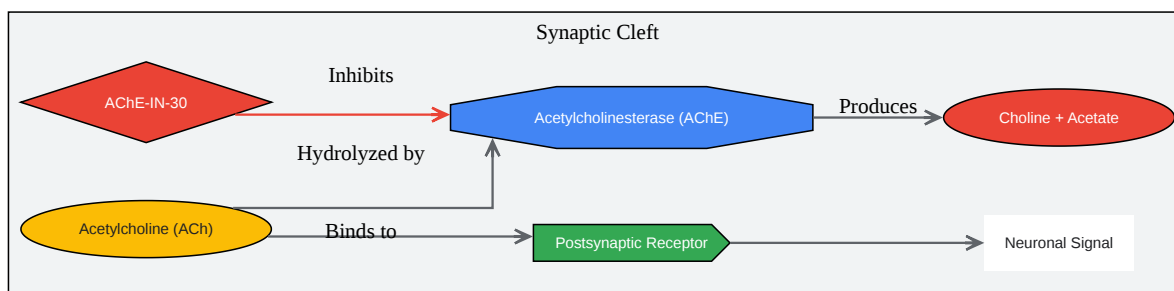 Synaptic Cleft
Inhibits
AChE-IN-30
Acetylcholinesterase (AChE)
Produces
Choline + Acetate
Hydrolyzed by
Acetylcholine (ACh)
Binds to
Postsynaptic Receptor
Neuronal Signal